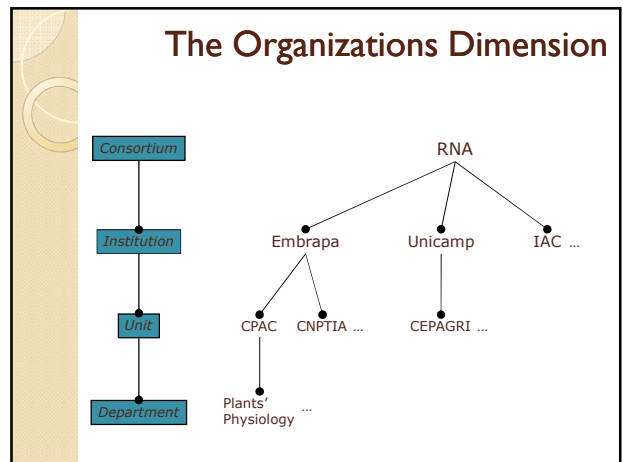 The Organizations Dimension
Consortium
RNA
Institution
Embrapa
Unicamp
IAC ...
Unit
CPAC
CNPTIA ...
CEPAGRI ...
Department
Plants'
Physiology ...